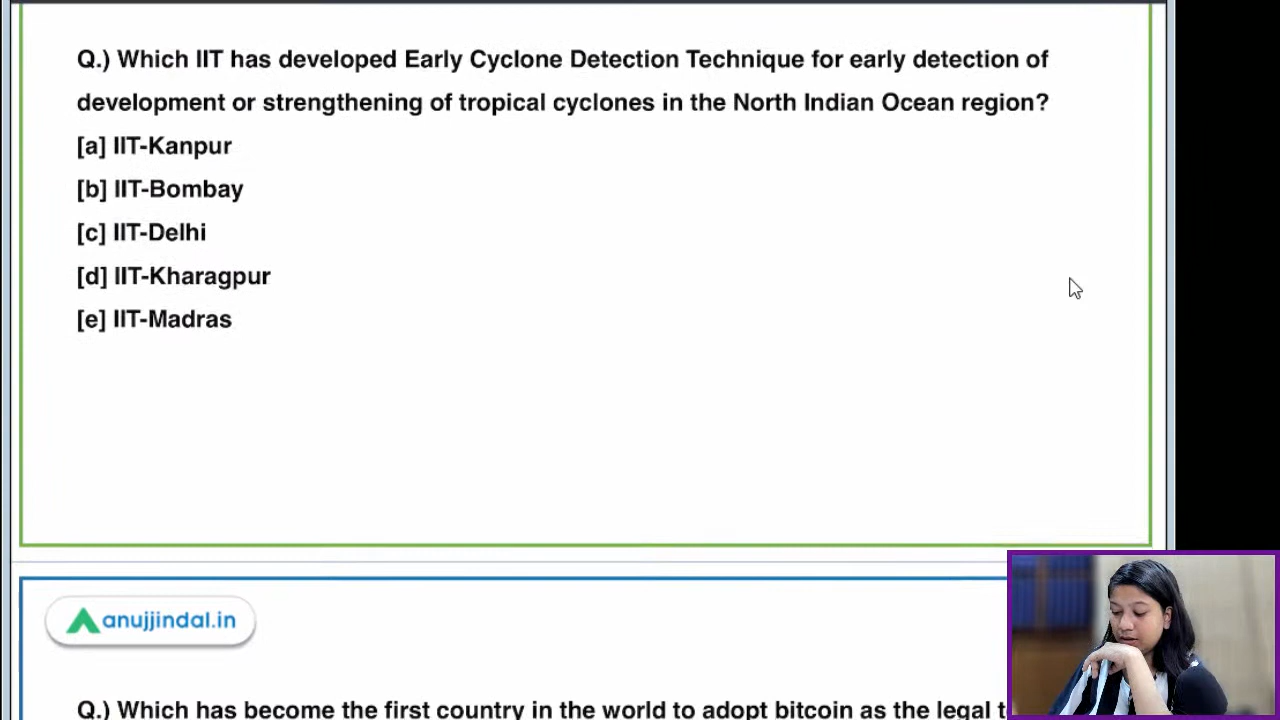 Q.) Which IIT has developed Early Cyclone Detection Technique for early detection of
development or strengthening of tropical cyclones in the North Indian Ocean region?
[a] IIT-Kanpur
[b] IIT-Bombay
[c] IIT-Delhi
[d] IIT-Kharagpur
[e] IIT-Madras
anujjindal.in
Q.) Which has become the first country in the world to adopt bitcoin as the legal